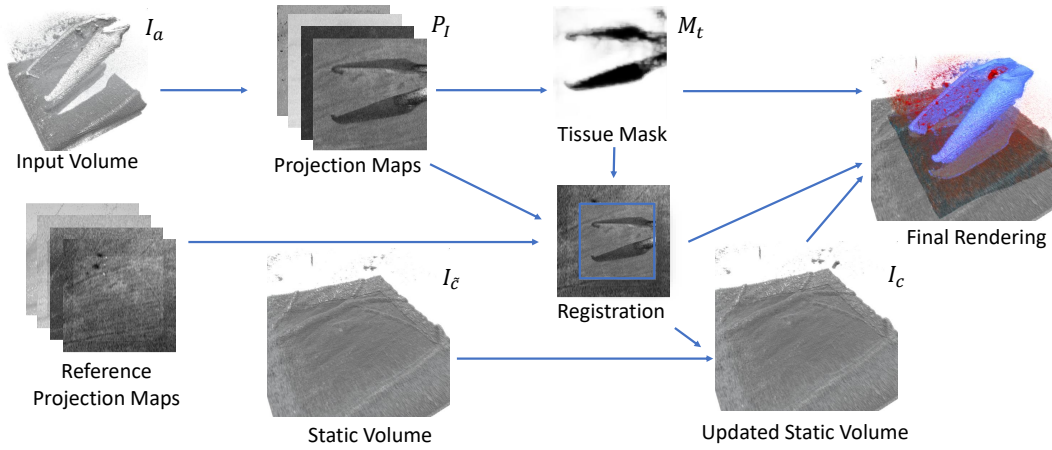 I_a
P_I
M_t
Input Volume
Projection Maps
Tissue Mask
Final Rendering
I_c̃
I_c
Registration
Reference
Projection Maps
Static Volume
Updated Static Volume